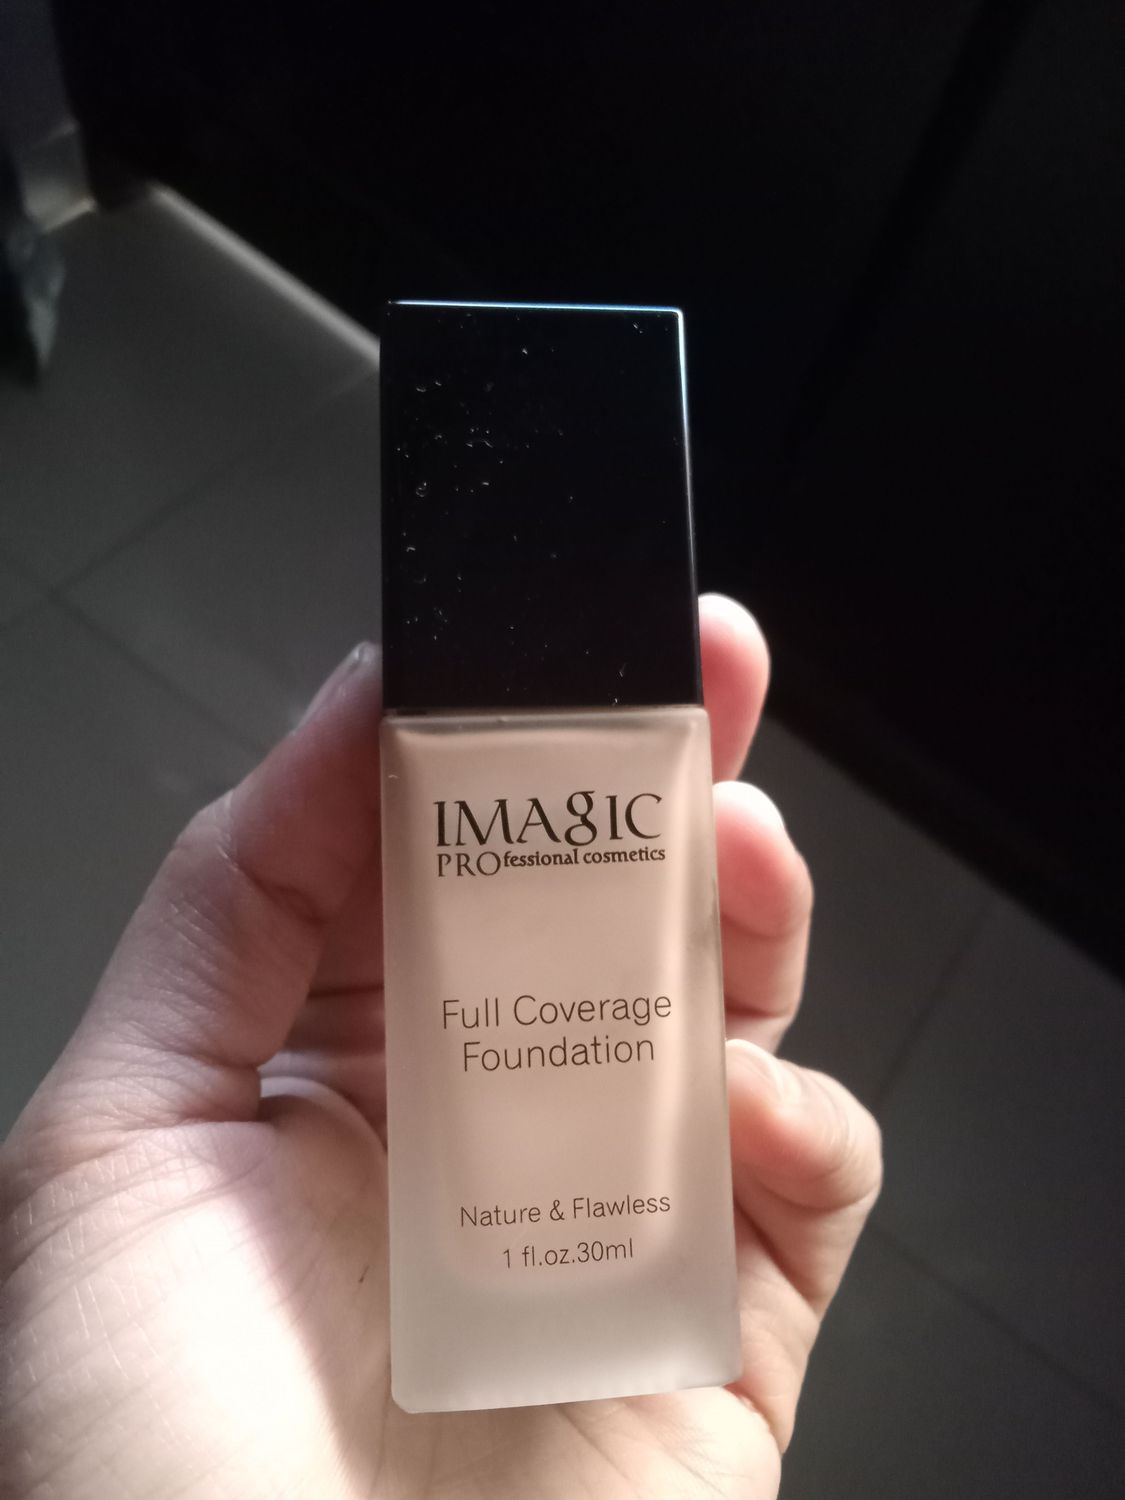 IMAgIC
PROfessional cosmetics
Full Coverage
Foundation
Nature & Flawless
1 fl.oz.30ml